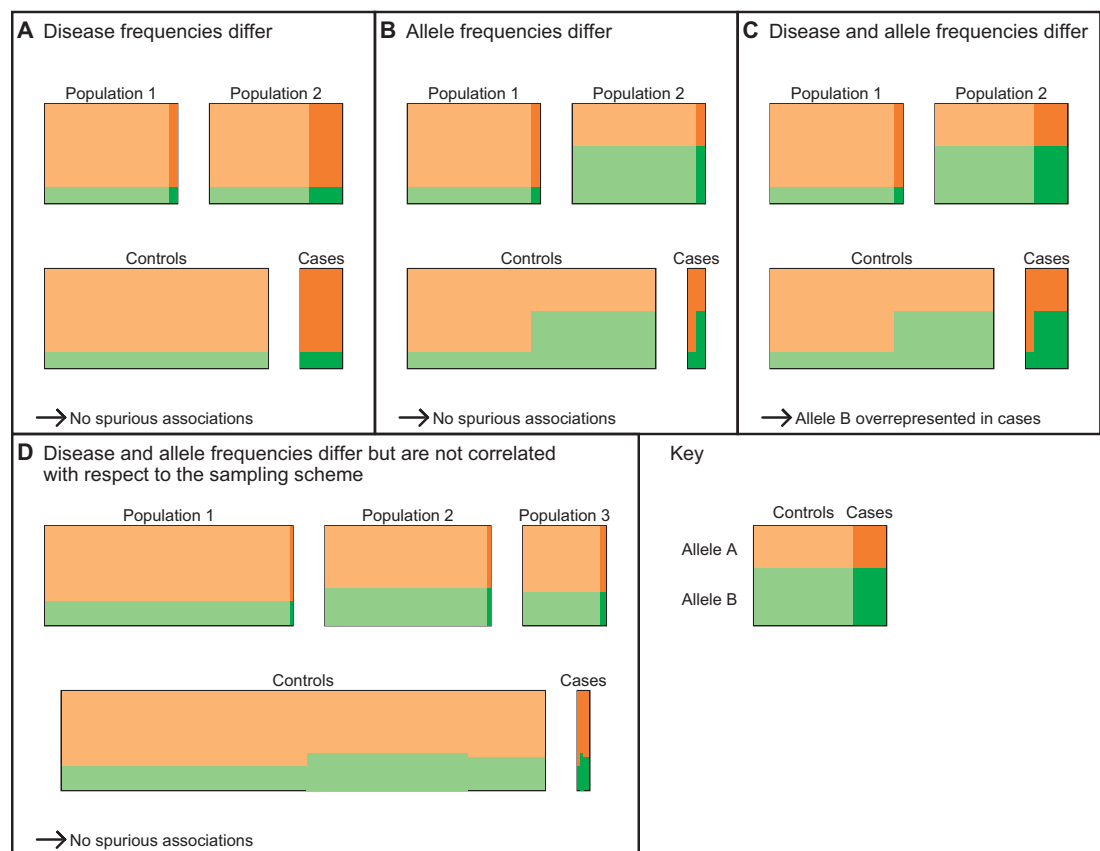 A Disease frequencies differ
Population 1 Population 2
Controls Cases
→ No spurious associations
B Allele frequencies differ
Population 1 Population 2
Controls Cases
→ No spurious associations
C Disease and allele frequencies differ
Population 1 Population 2
Controls Cases
→ Allele B overrepresented in cases
D Disease and allele frequencies differ but are not correlated
with respect to the sampling scheme
Population 1 Population 2 Population 3
Controls Cases
→ No spurious associations
Key
Controls Cases
Allele A
Allele B